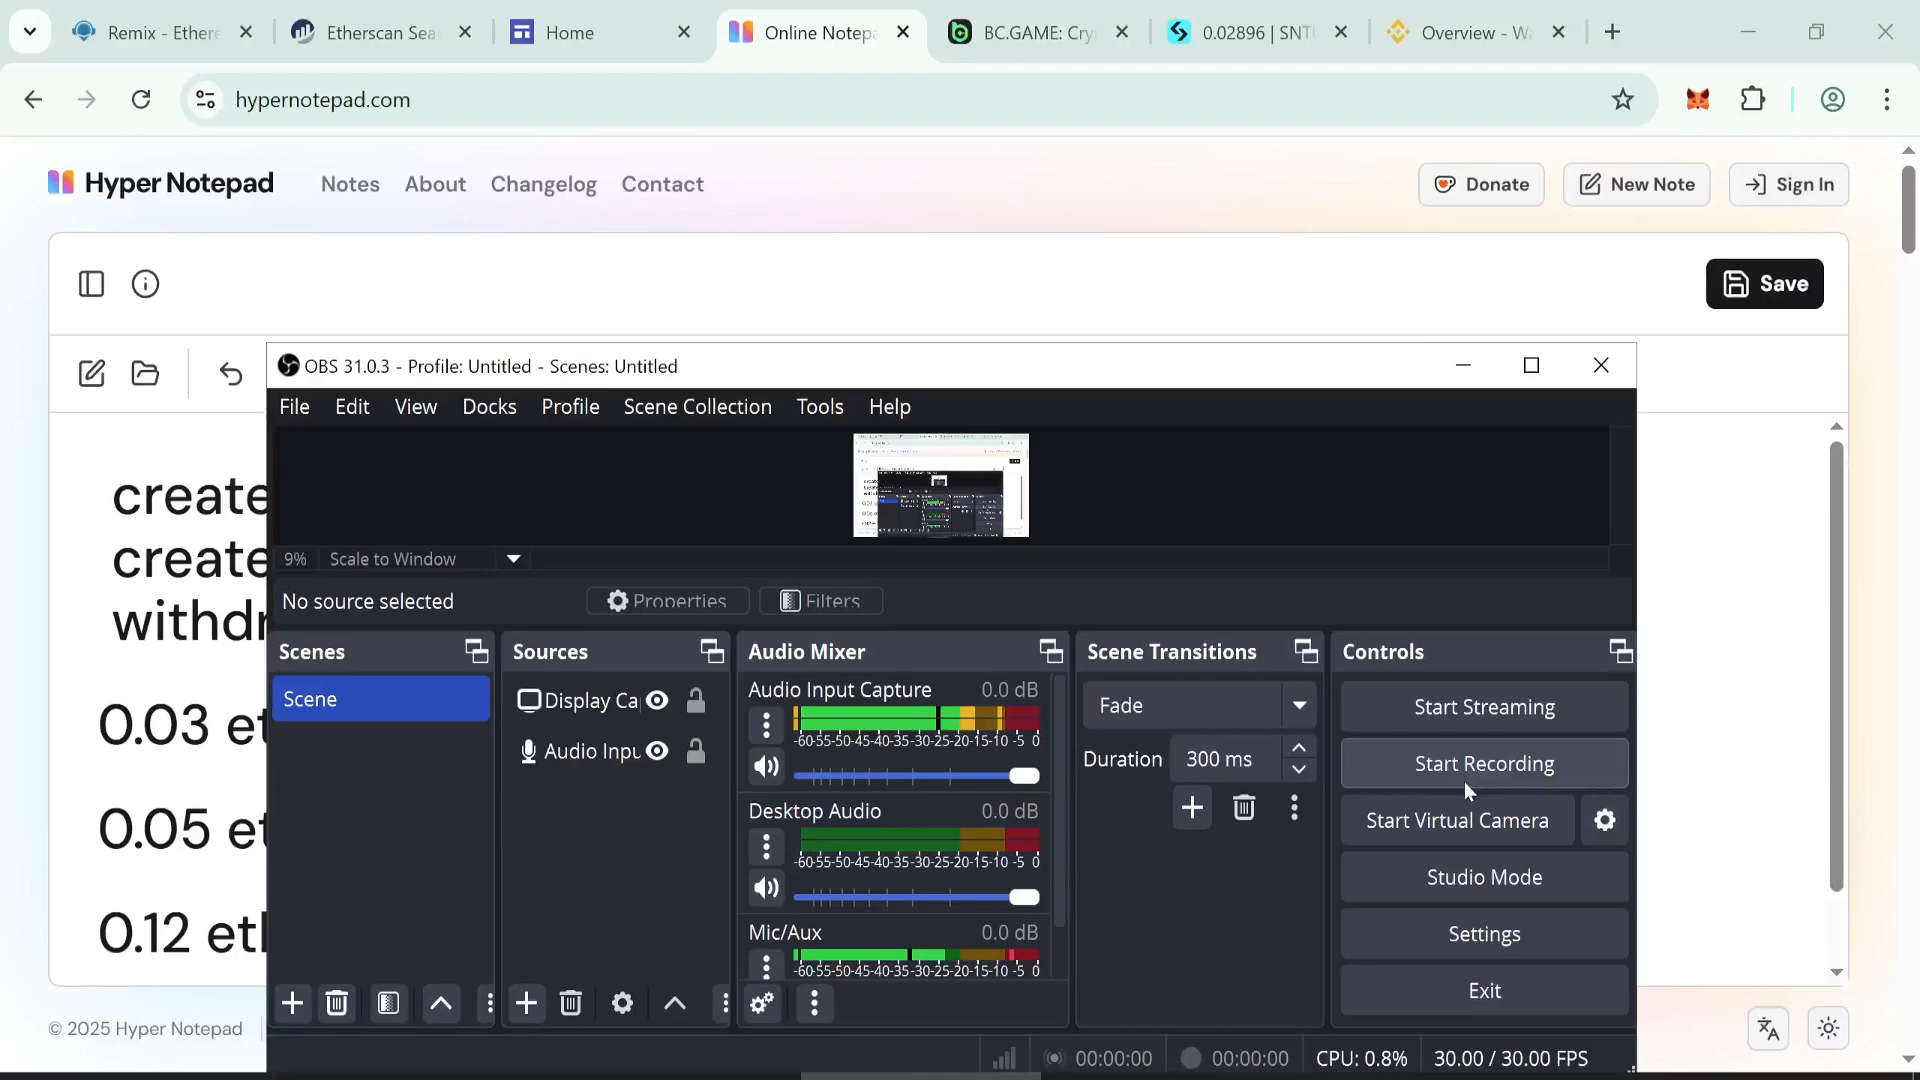 Remix - Ethere
Etherscan Sea
Home
Online Notepa
BC.GAME: Cry
0.02896 | SNT
Overview - W
hypernotepad.com
Hyper Notepad
Notes
About
Changelog
Contact
Donate
New Note
Sign In
Save
create
create
withdr
0.03 et
0.05 et
0.12 eth
OBS 31.0.3 - Profile: Untitled - Scenes: Untitled
File
Edit
View
Docks
Profile
Scene Collection
Tools
Help
9%
Scale to Window
No source selected
Properties
Filters
Scenes
Sources
Audio Mixer
Scene Transitions
Controls
Scene
Display Ca
Audio Inpu
Audio Input Capture
0.0 dB
-60-55-50-45-40-35-30-25-20-15-10 -5 0
Desktop Audio
0.0 dB
-60-55-50-45-40-35-30-25-20-15-10 -5 0
Mic/Aux
0.0 dB
-60-55-50-45-40-35-30-25-20-15-10 -5 0
Fade
Duration
300 ms
Start Streaming
Start Recording
Start Virtual Camera
Studio Mode
Settings
Exit
© 2025 Hyper Notepad
00:00:00
00:00:00
CPU: 0.8%
30.00 / 30.00 FPS